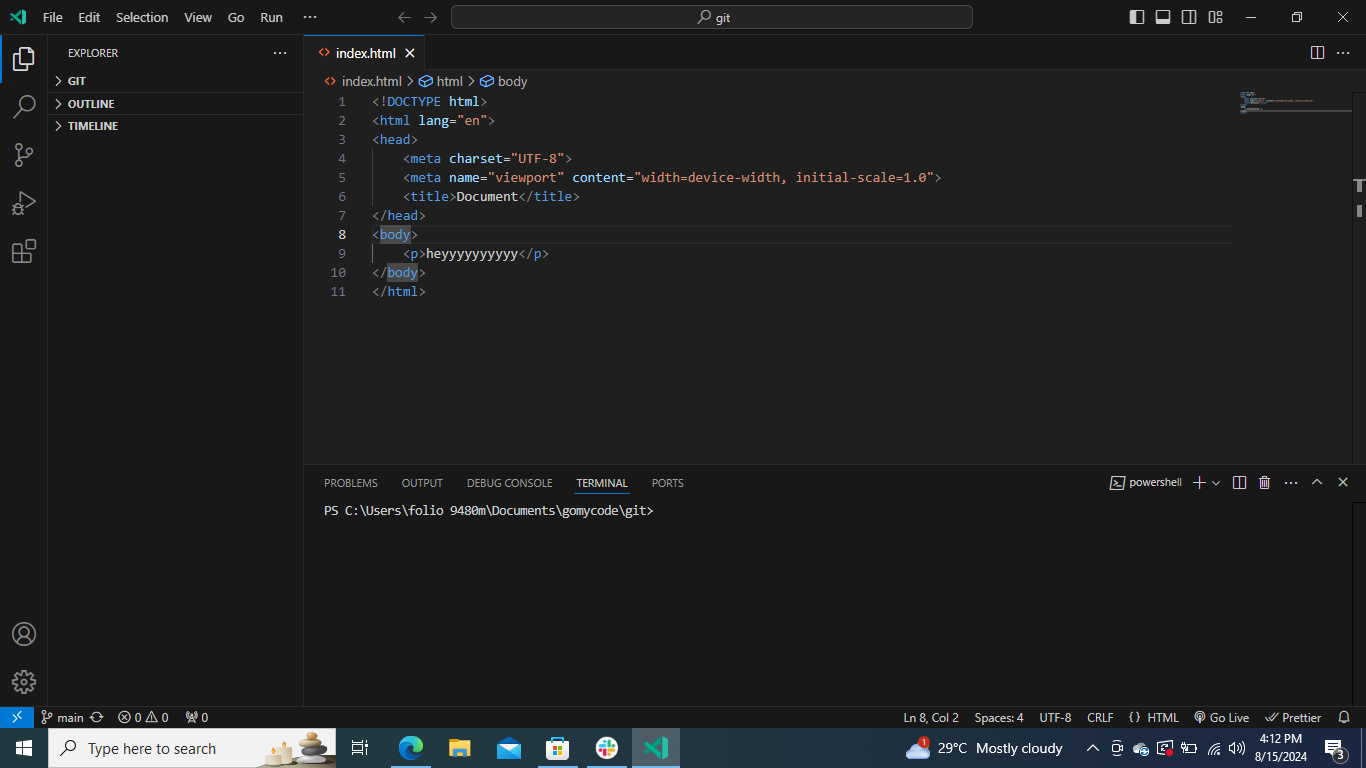 File Edit Selection View Go Run ···
git
EXPLORER ···
GIT
OUTLINE
TIMELINE
index.html
index.html > html > body
1 <!DOCTYPE html>
2 <html lang="en">
3 <head>
4 <meta charset="UTF-8">
5 <meta name="viewport" content="width=device-width, initial-scale=1.0">
6 <title>Document</title>
7 </head>
8 <body>
9 <p>heyyyyyyyyyy</p>
10 </body>
11 </html>
PROBLEMS OUTPUT DEBUG CONSOLE TERMINAL PORTS
powershell
PS C:\Users\folio 9480m\Documents\gomycode\git>
main 0 0 0
Ln 8, Col 2 Spaces: 4 UTF-8 CRLF {} HTML Go Live Prettier
Type here to search
1
29°C Mostly cloudy
4:12 PM
8/15/2024
3